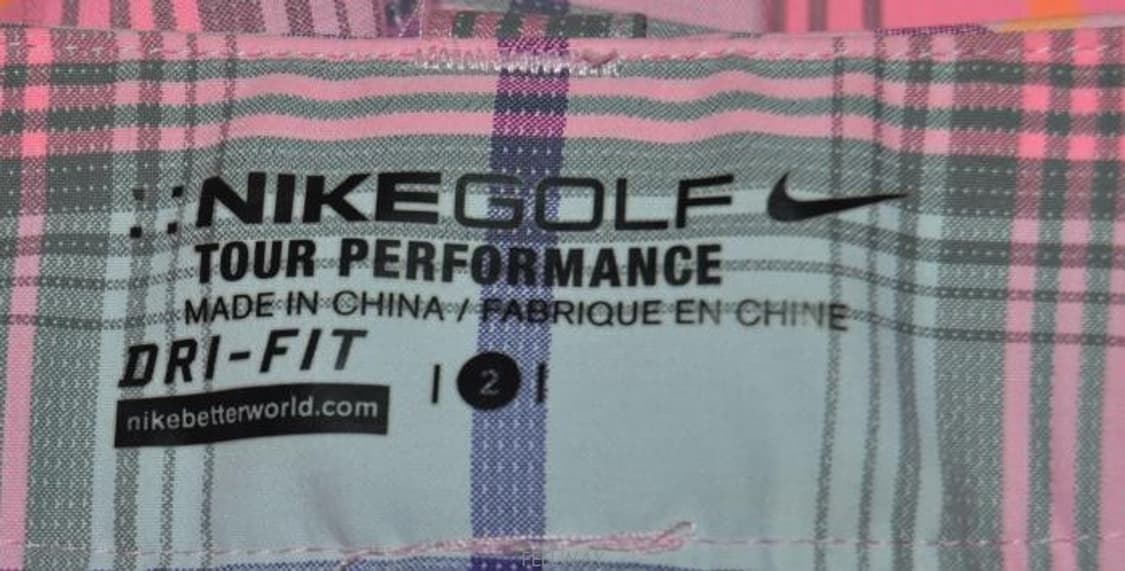 NIKEGOLF
TOUR PERFORMANCE
MADE IN CHINA / FABRIQUE EN CHINE
DRI-FIT
| 2 |
nikebetterworld.com